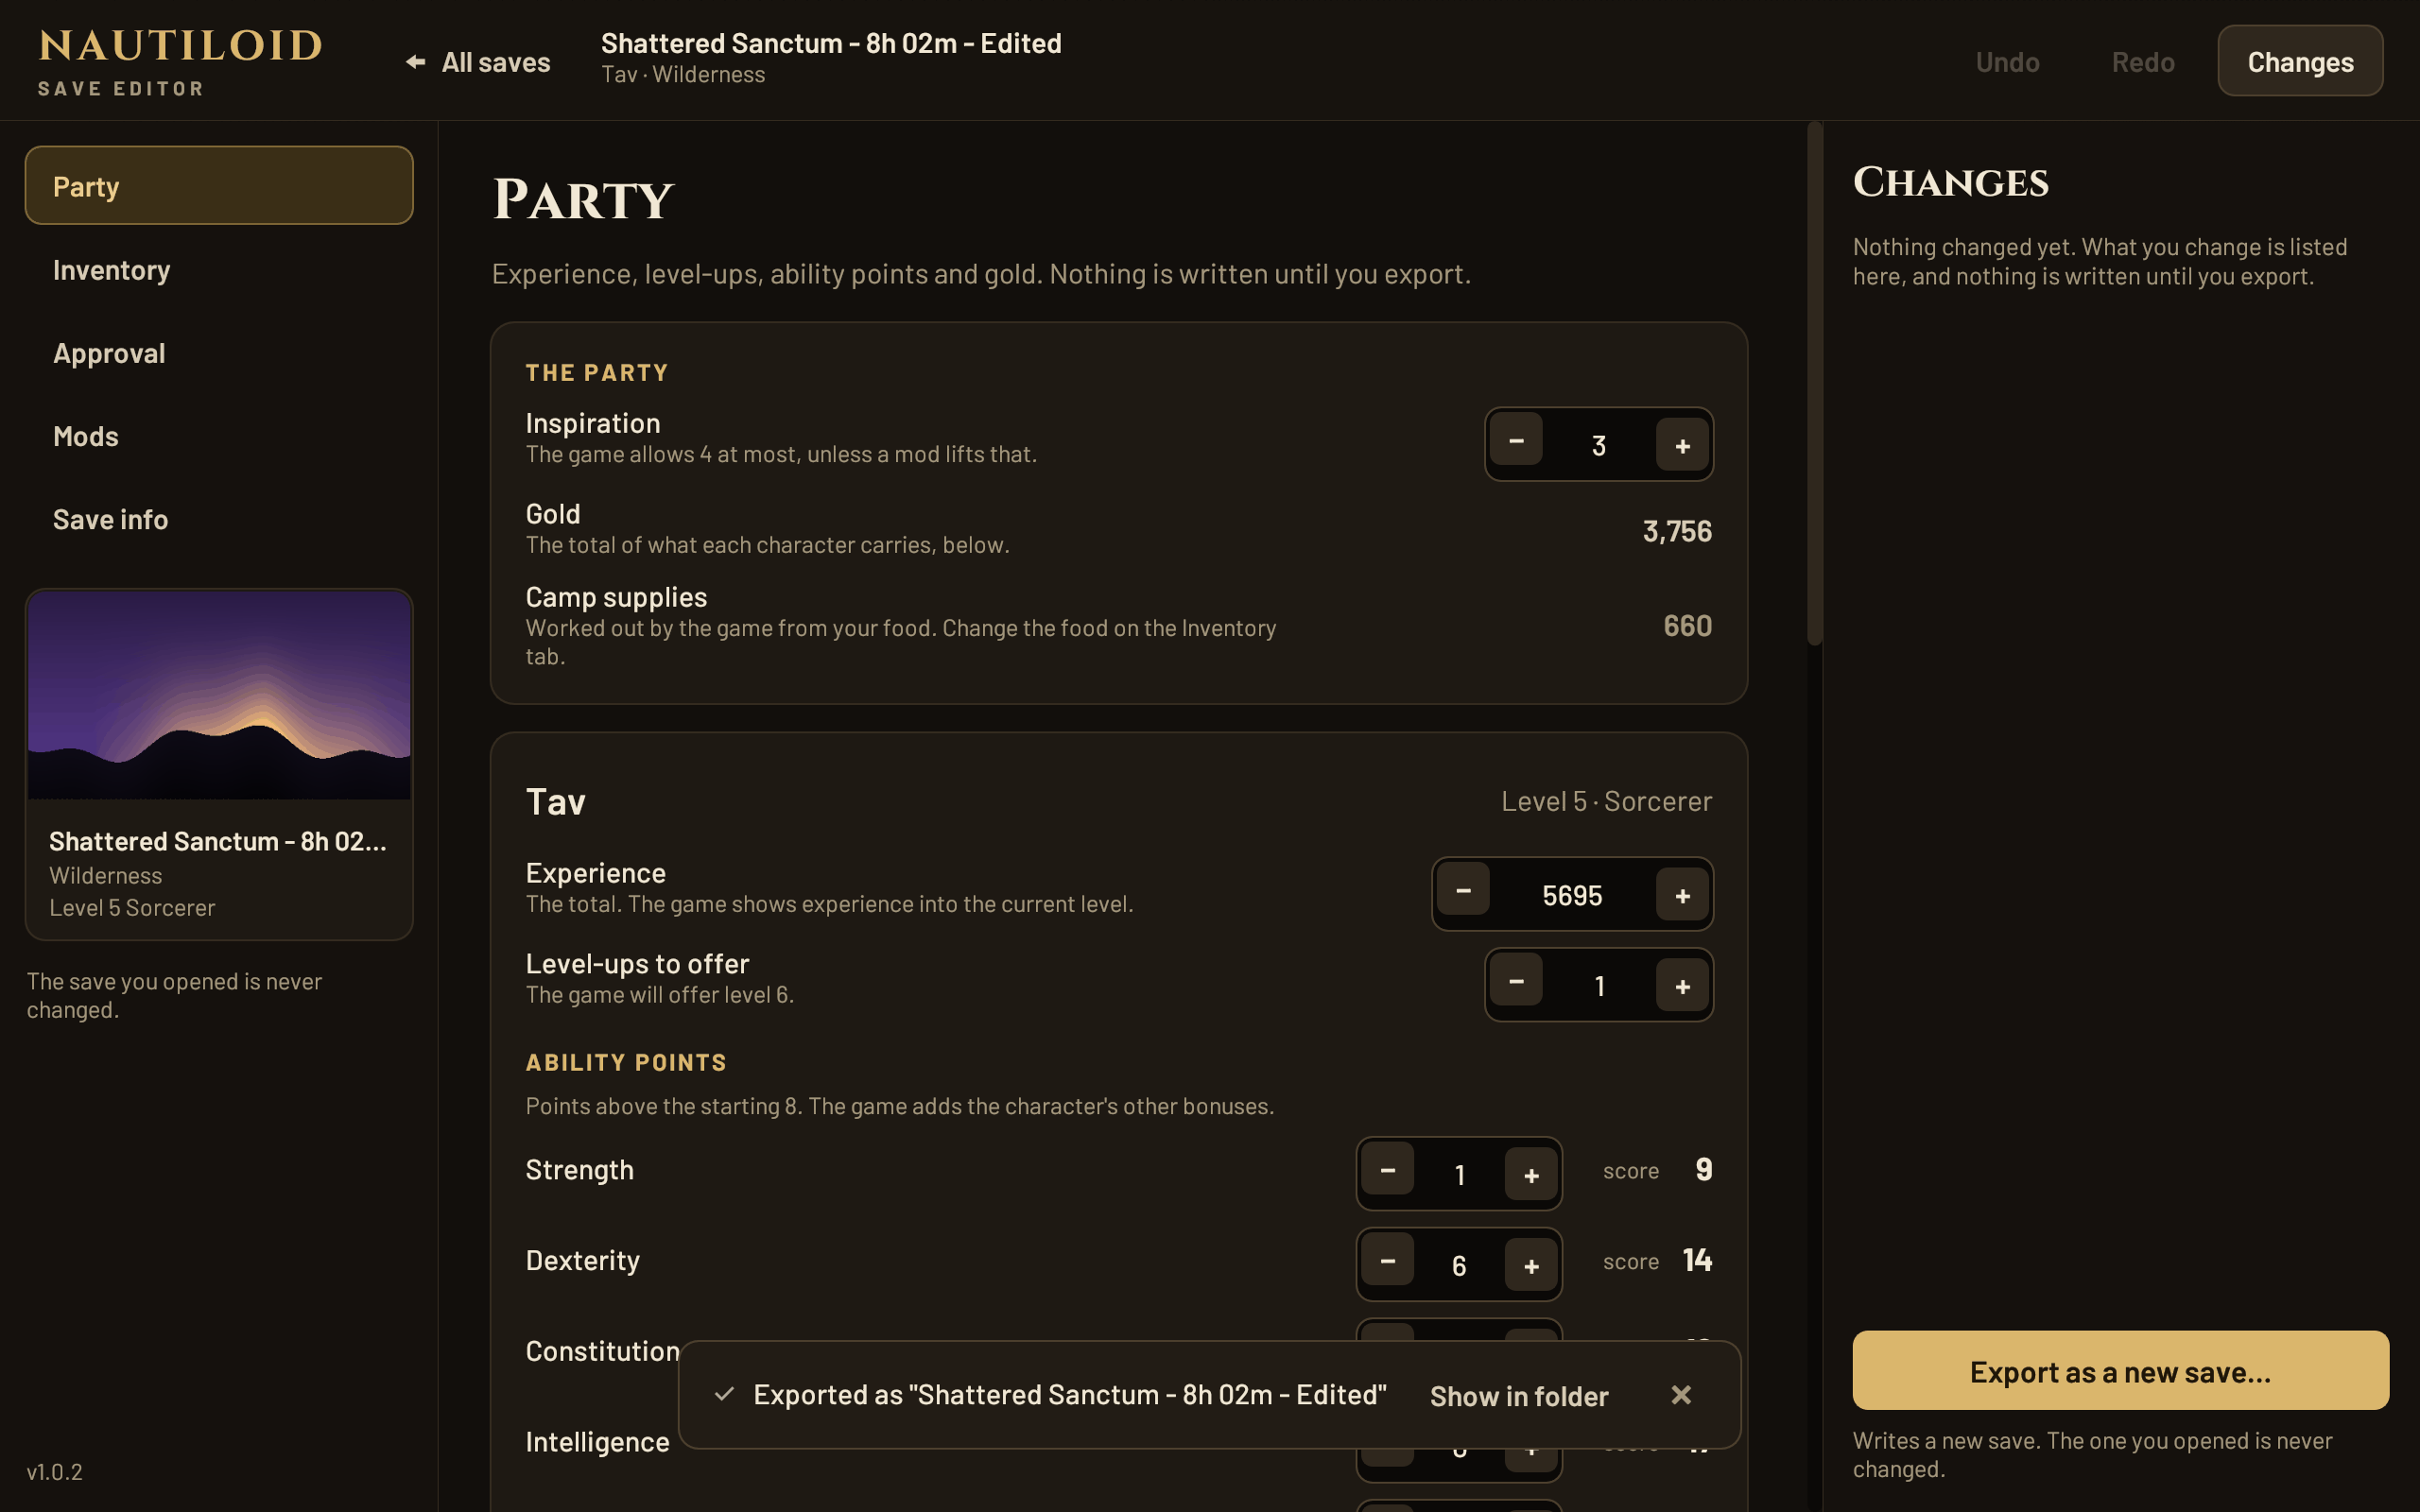 NAUTILOID
SAVE EDITOR
All saves
Shattered Sanctum - 8h 02m - Edited
Tav · Wilderness
Undo
Redo
Changes
Party
Inventory
Approval
Mods
Save info
Shattered Sanctum - 8h 02...
Wilderness
Level 5 Sorcerer
The save you opened is never
changed.
v1.0.2
PARTY
Experience, level-ups, ability points and gold. Nothing is written until you export.
THE PARTY
Inspiration
The game allows 4 at most, unless a mod lifts that.
− 3 +
Gold
The total of what each character carries, below.
3,756
Camp supplies
Worked out by the game from your food. Change the food on the Inventory
tab.
660
Tav
Level 5 · Sorcerer
Experience
The total. The game shows experience into the current level.
− 5695 +
Level-ups to offer
The game will offer level 6.
− 1 +
ABILITY POINTS
Points above the starting 8. The game adds the character's other bonuses.
Strength − 1 + score 9
Dexterity − 6 + score 14
Constitution
Intelligence
Exported as "Shattered Sanctum - 8h 02m - Edited" Show in folder
CHANGES
Nothing changed yet. What you change is listed
here, and nothing is written until you export.
Export as a new save...
Writes a new save. The one you opened is never
changed.